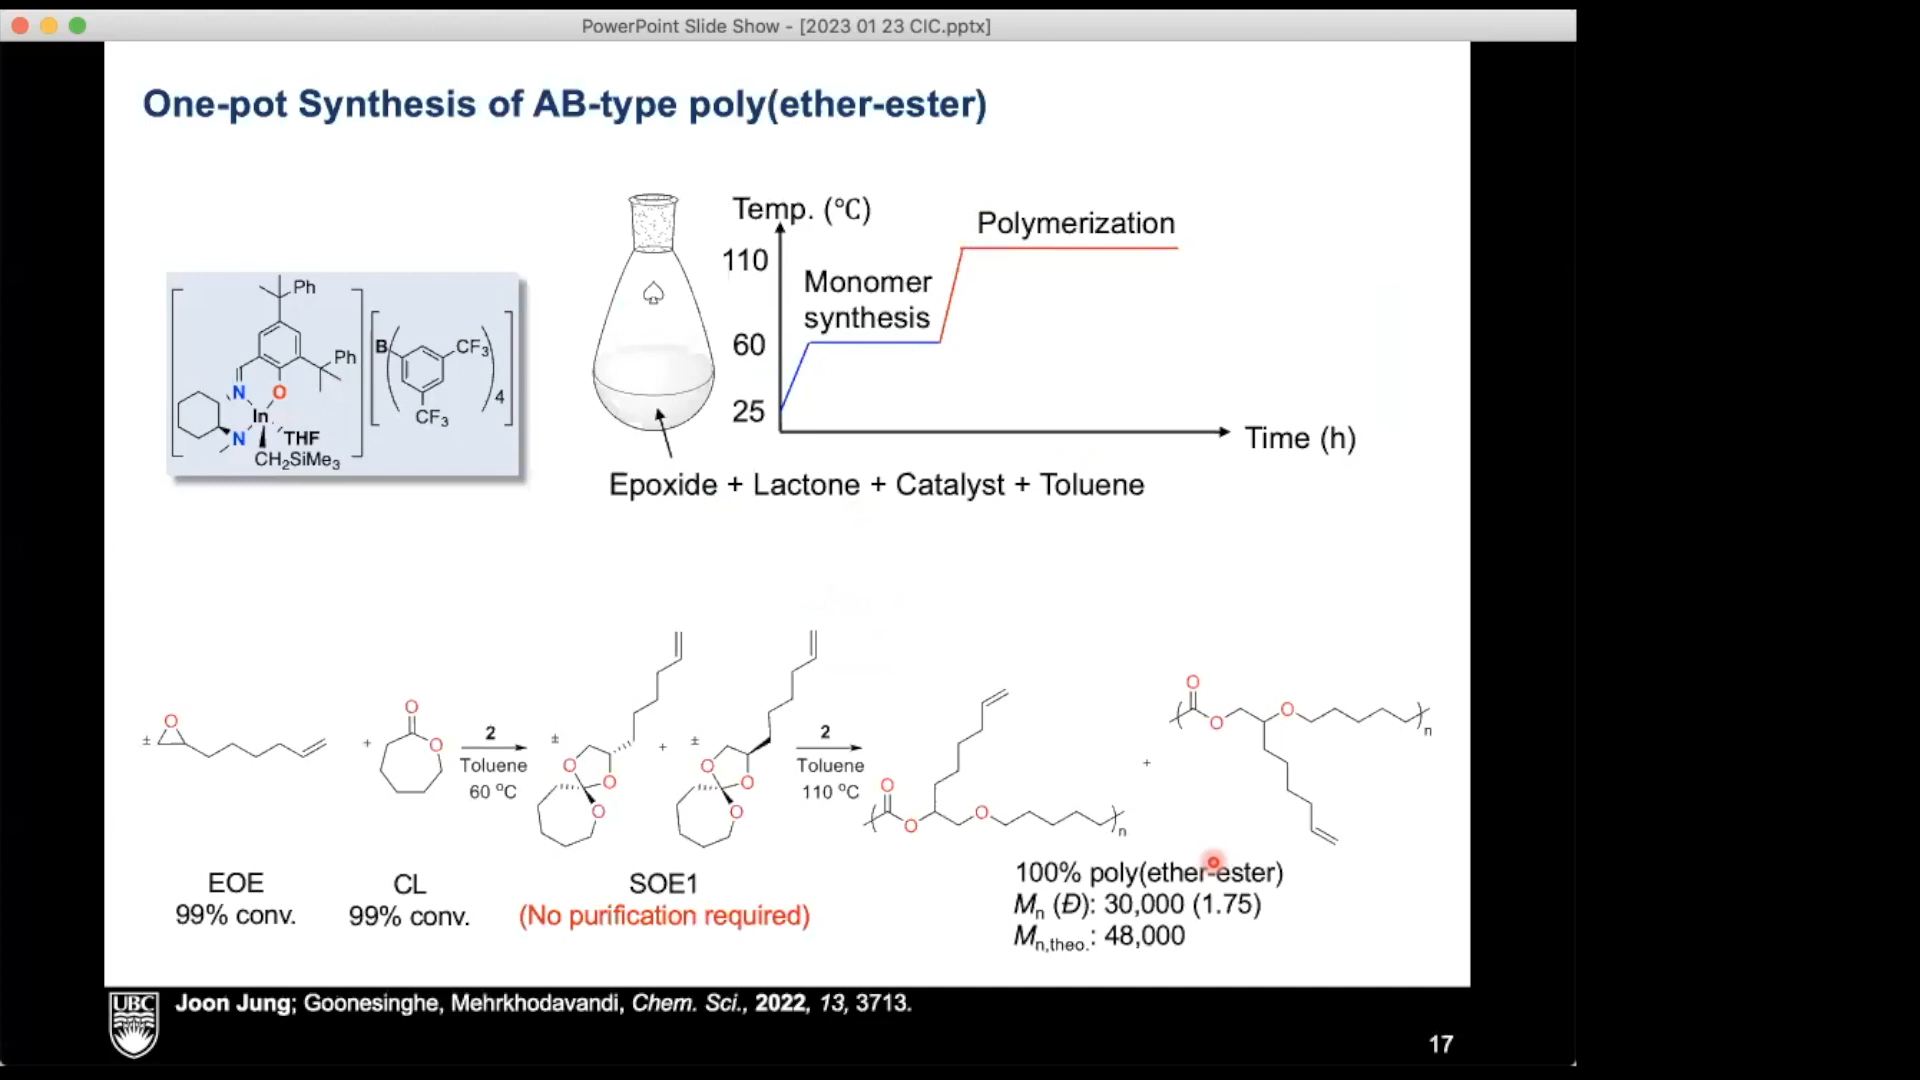 PowerPoint Slide Show - [2023 01 23 CIC.pptx]
One-pot Synthesis of AB-type poly(ether-ester)
Temp. (°C)
110
60
25
Monomer
synthesis
Polymerization
Time (h)
Epoxide + Lactone + Catalyst + Toluene
Ph
Ph
N
O
In
N
THF
CH₂SiMe₃
B
CF₃
CF₃
4
±
O
+
O
O
2
Toluene
60 °C
±
O
O
O
+
±
O
O
O
2
Toluene
110 °C
O
O
O
n
+
O
O
O
n
EOE
99% conv.
CL
99% conv.
SOE1
(No purification required)
100% poly(ether-ester)
Mₙ (Đ): 30,000 (1.75)
Mₙ,theo.: 48,000
UBC
Joon Jung; Goonesinghe, Mehrkhodavandi, Chem. Sci., 2022, 13, 3713.
17